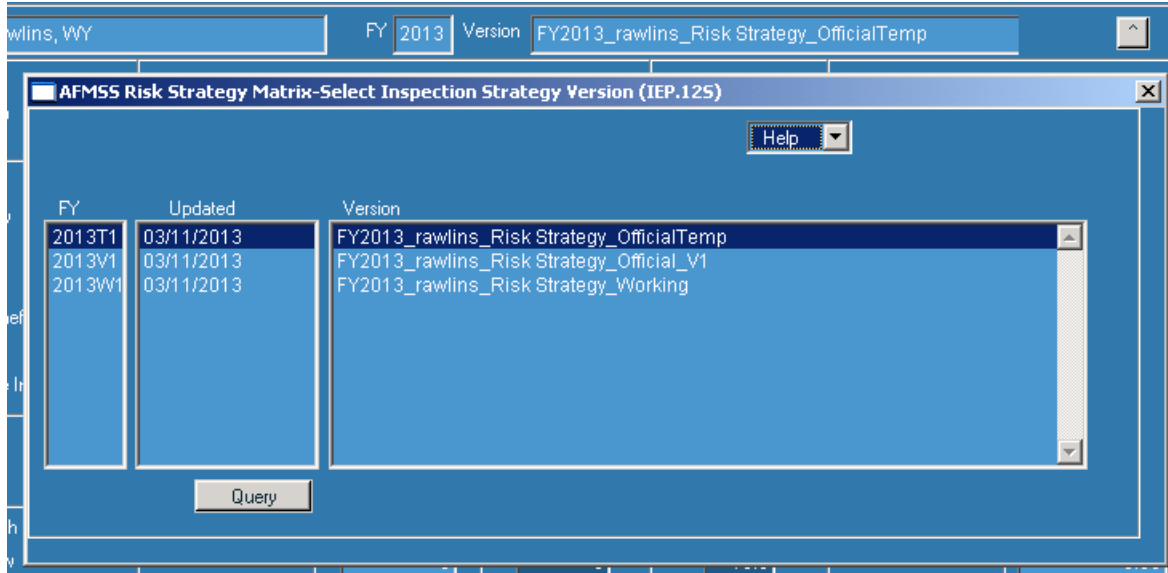 wlins, WY FY 2013 Version FY2013_rawlins_Risk Strategy_OfficialTemp ^
AFMSS Risk Strategy Matrix-Select Inspection Strategy Version (IEP.12S)
Help
FY Updated Version
2013T1 03/11/2013 FY2013_rawlins_Risk Strategy_OfficialTemp
2013V1 03/11/2013 FY2013_rawlins_Risk Strategy_Official_V1
2013W1 03/11/2013 FY2013_rawlins_Risk Strategy_Working
Query